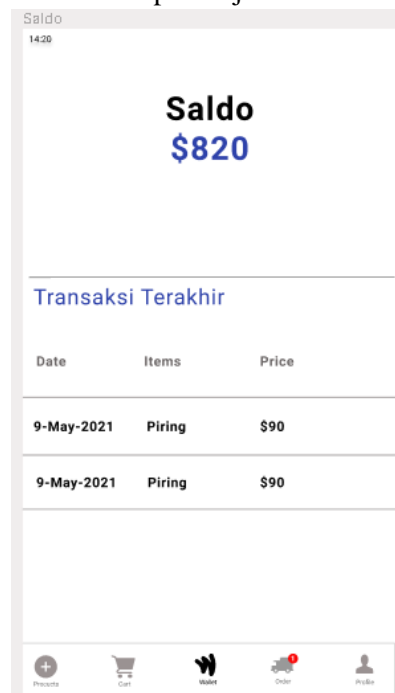 Saldo
14:20
Saldo
$820
Transaksi Terakhir
Date Items Price
9-May-2021 Piring $90
9-May-2021 Piring $90
1
Cart Wallet Order Profile